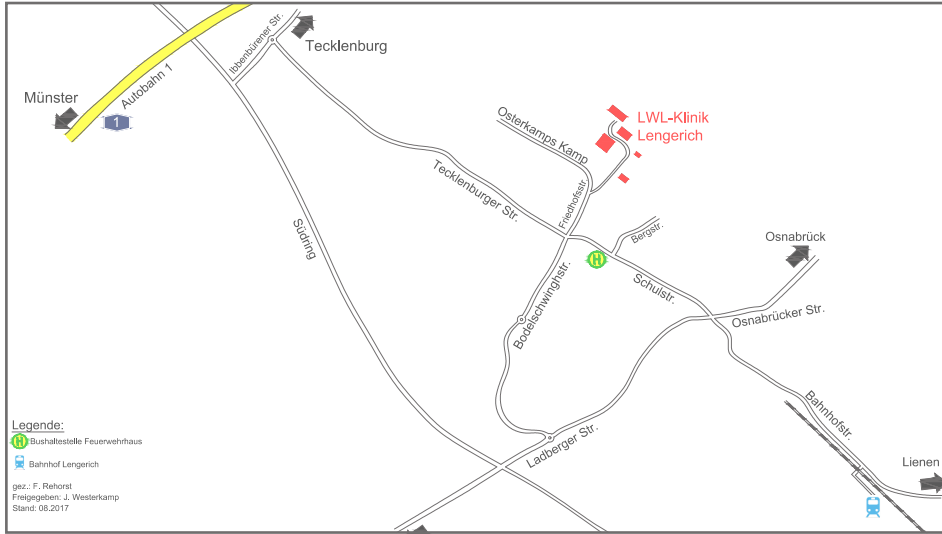 Ibbenbürener Str.
Tecklenburg
Münster
Autobahn 1
1
Osterkamps Kamp
LWL-Klinik
Lengerich
Tecklenburger Str.
Friedhofsstr.
Bergstr.
Südring
Osnabrück
H
Schulstr.
Bodelschwinghstr.
Osnabrücker Str.
Bahnhofstr.
Ladberger Str.
Lienen
Legende:
H Bushaltestelle Feuerwehrhaus
Bahnhof Lengerich
gez.: F. Rehorst
Freigegeben: J. Westerkamp
Stand: 08.2017